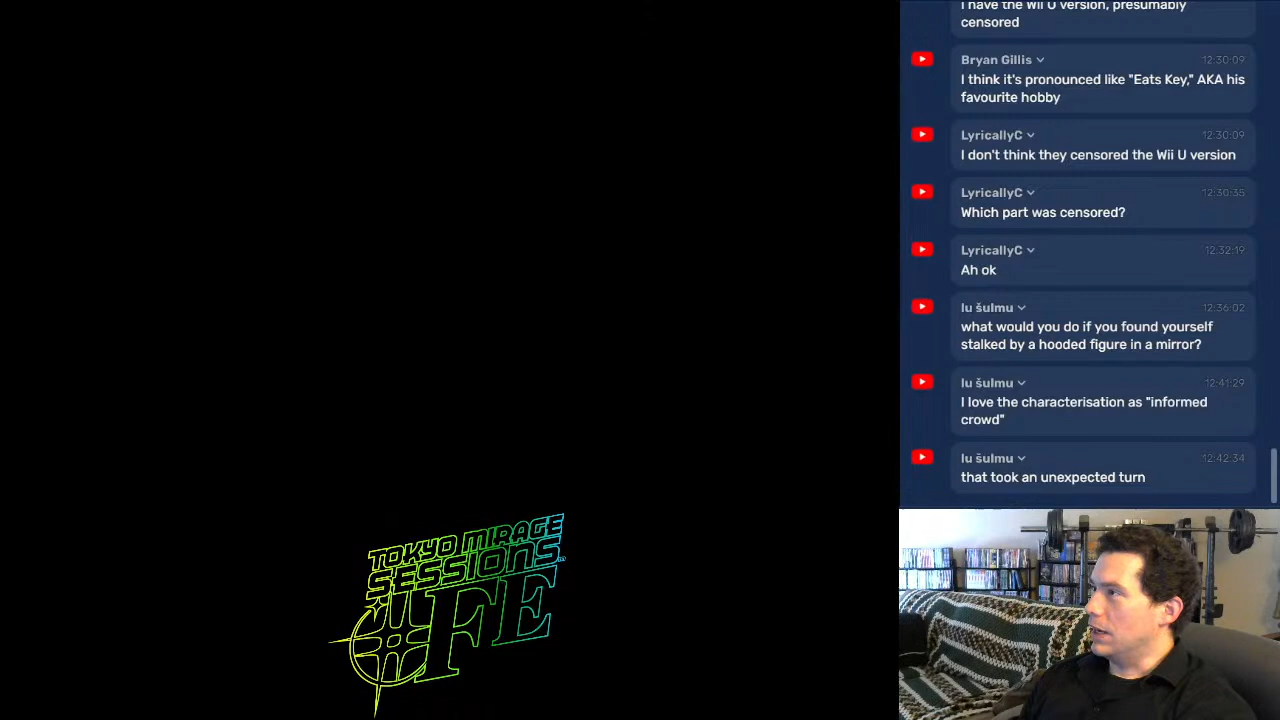 I have the Wii U version, presumably
censored
Bryan Gillis 12:30:09
I think it's pronounced like "Eats Key," AKA his
favourite hobby
LyricallyC 12:30:09
I don't think they censored the Wii U version
LyricallyC 12:30:35
Which part was censored?
LyricallyC 12:32:19
Ah ok
lu šulmu 12:36:02
what would you do if you found yourself
stalked by a hooded figure in a mirror?
lu šulmu 12:41:29
I love the characterisation as "informed
crowd"
lu šulmu 12:42:34
that took an unexpected turn
TOKYO MIRAGE
SESSIONS
#FE